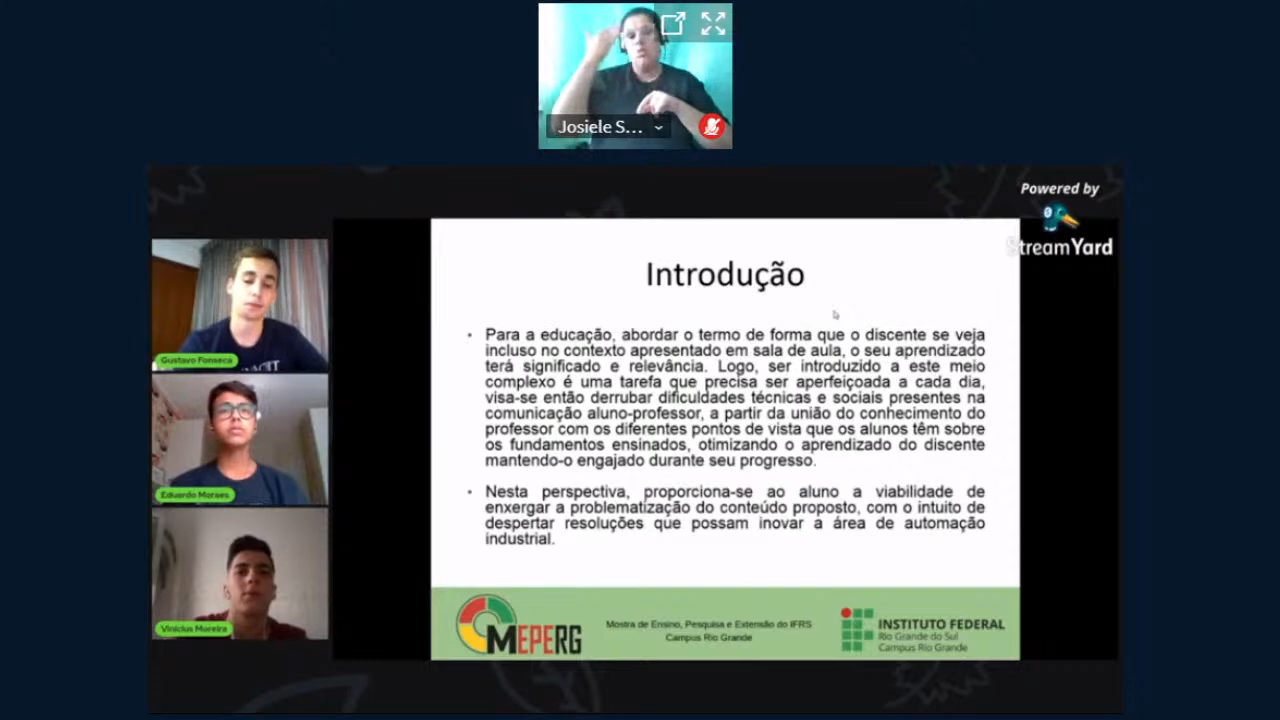 Josiele S...
Powered by
StreamYard
Introdução
Para a educação, abordar o termo de forma que o discente se veja
incluso no contexto apresentado em sala de aula, o seu aprendizado
terá significado e relevância. Logo, ser introduzido a este meio
complexo é uma tarefa que precisa ser aperfeiçoada a cada dia,
visa-se então derrubar dificuldades técnicas e sociais presentes na
comunicação aluno-professor, a partir da união do conhecimento do
professor com os diferentes pontos de vista que os alunos têm sobre
os fundamentos ensinados, otimizando o aprendizado do discente
mantendo-o engajado durante seu progresso.
Nesta perspectiva, proporciona-se ao aluno a viabilidade de
enxergar a problematização do conteúdo proposto, com o intuito de
despertar resoluções que possam inovar a área de automação
industrial.
Gustavo Fonseca
Eduardo Moraes
Vinícius Moreira
MEPERG
Mostra de Ensino, Pesquisa e Extensão do IFRS
Campus Rio Grande
INSTITUTO FEDERAL
Rio Grande do Sul
Campus Rio Grande